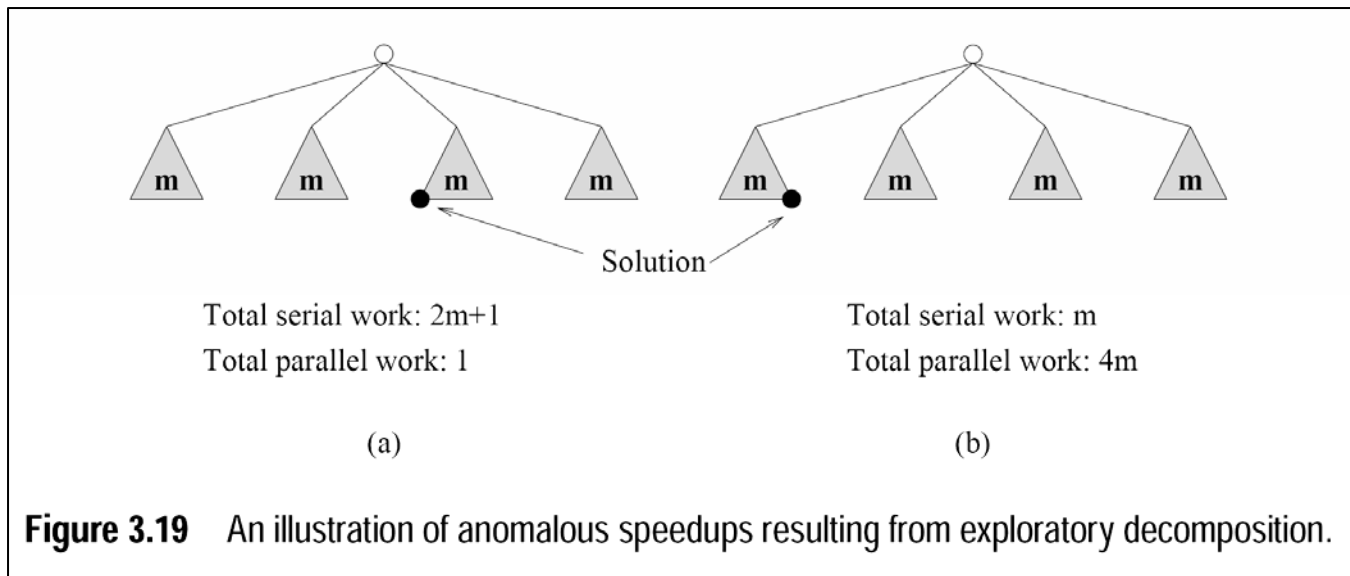 m m m m m m m m
Solution
Total serial work: 2m+1
Total parallel work: 1
(a)
Total serial work: m
Total parallel work: 4m
(b)
Figure 3.19 An illustration of anomalous speedups resulting from exploratory decomposition.